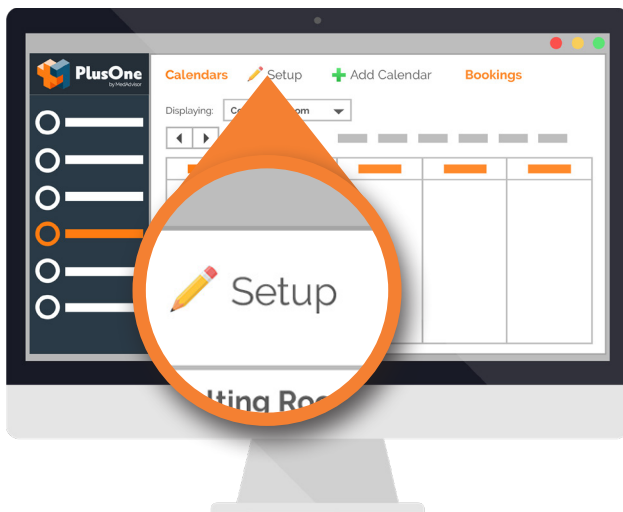 PlusOne
by MedAdvisor
Calendars Setup Add Calendar Bookings
Displaying:
Setup